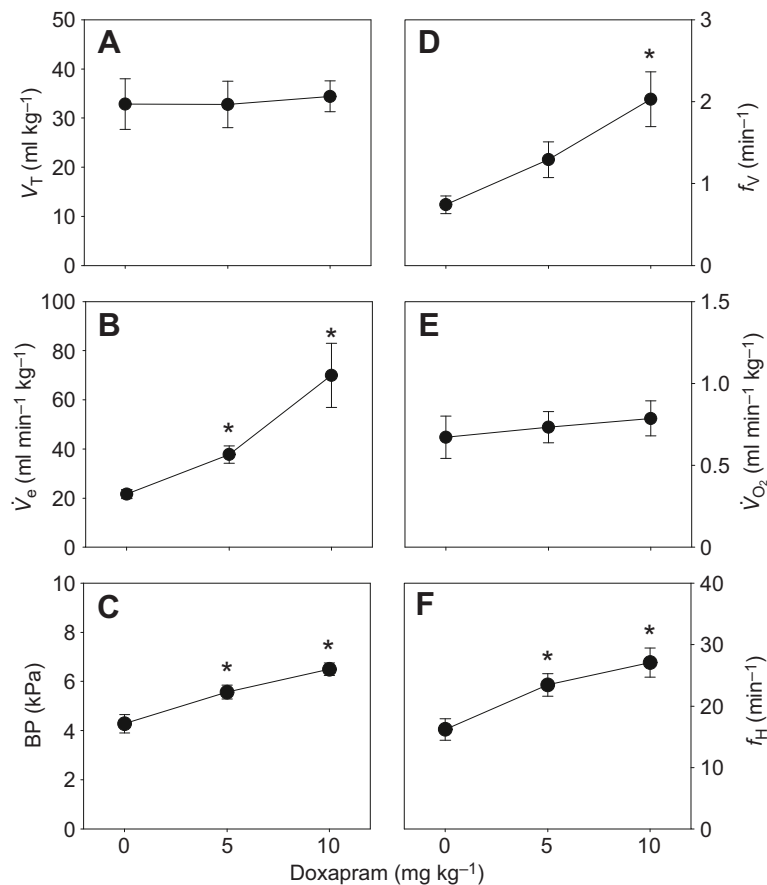 A
50
40
30
20
10
0
V_T (ml kg⁻¹)
D
*
3
2
1
0
f_V (min⁻¹)
B
* *
100
80
60
40
20
0
V̇_e (ml min⁻¹ kg⁻¹)
E
1.5
1.0
0.5
0
V̇_O₂ (ml min⁻¹ kg⁻¹)
C
* *
10
8
6
4
2
0
BP (kPa)
0 5 10
F
* *
40
30
20
10
0
f_H (min⁻¹)
0 5 10
Doxapram (mg kg⁻¹)